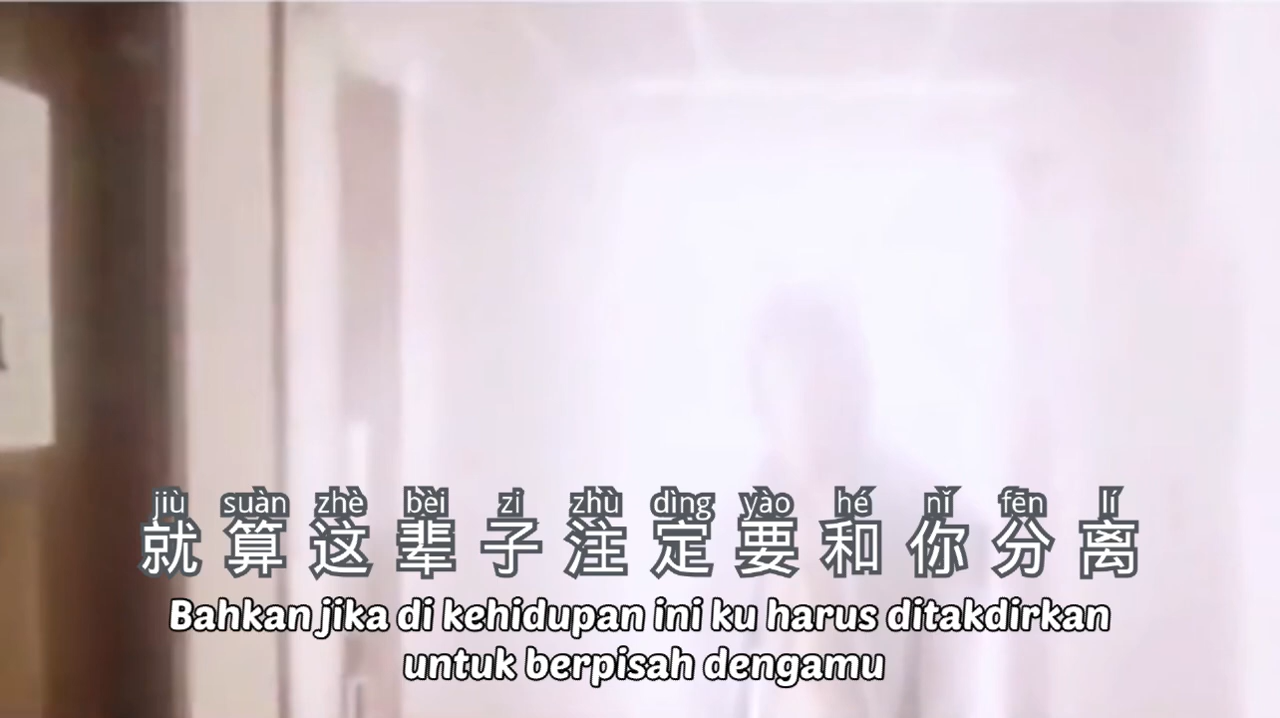 jiù suàn zhè bèi zi zhù dìng yào hé nǐ fēn lí
就算这辈子注定要和你分离
Bahkan jika di kehidupan ini ku harus ditakdirkan
untuk berpisah dengamu